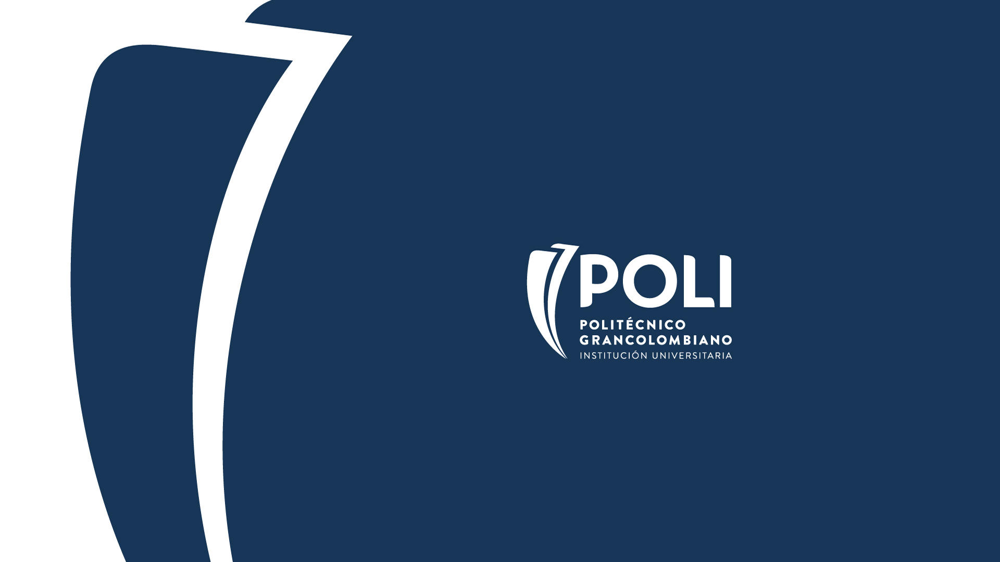 POLI
POLITÉCNICO
GRANCOLOMBIANO
INSTITUCIÓN UNIVERSITARIA